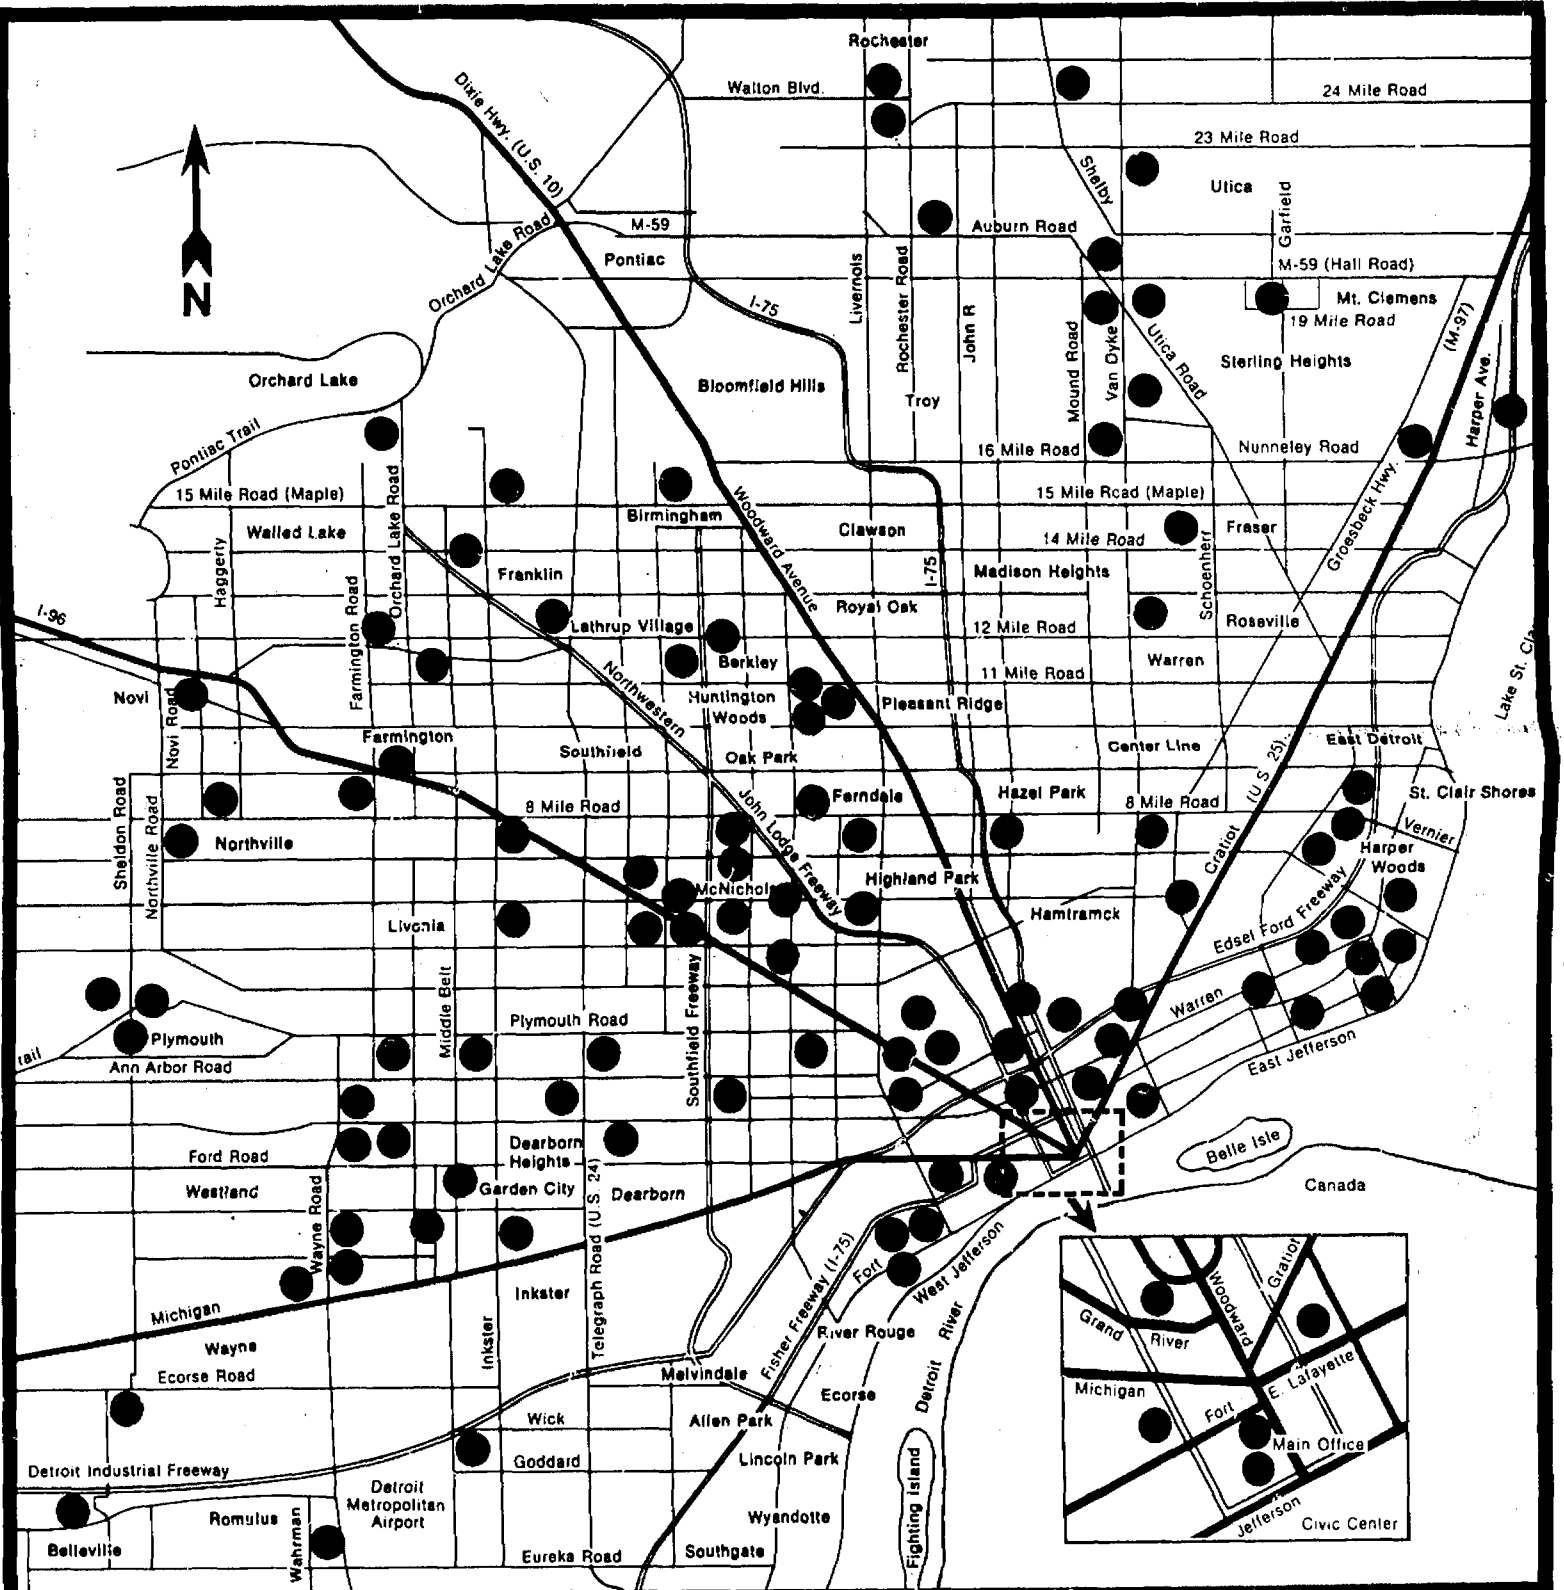 Rochester
Walton Blvd.
24 Mile Road
Dixie Hwy. (U.S. 10)
23 Mile Road
Shelby
Utica
Garfield
Auburn Road
M-59
Orchard Lake Road
Pontiac
M-59 (Hall Road)
N
Livernois
Rochester Road
John R
I-75
Mt. Clemens
19 Mile Road
(M-97)
Mound Road
Van Dyke
Utica Road
Sterling Heights
Harper Ave.
Orchard Lake
Bloomfield Hills
Troy
Pontiac Trail
16 Mile Road
Nunneley Road
15 Mile Road (Maple)
Orchard Lake Road
Woodward Avenue
15 Mile Road (Maple)
Birmingham
Walled Lake
Clawson
14 Mile Road
Fraser
Schoenherr
Groesbeck Hwy.
Haggerty
Franklin
I-75
Madison Heights
I-96
Farmington Road
Royal Oak
Lathrup Village
12 Mile Road
Roseville
Berkley
Warren
11 Mile Road
Lake St. Cla
Novi
Novi Road
Northwestern
Huntington
Woods
Pleasant Ridge
Farmington
Southfield
Oak Park
Center Line
East Detroit
(U.S. 25)
Sheldon Road
Northville Road
8 Mile Road
John Lodge Freeway
Ferndale
Hazel Park
8 Mile Road
St. Clair Shores
Gratiot
Vernier
Northville
Harper
Woods
McNichols
Highland Park
Livonia
Hamtramck
Edsel Ford Freeway
Middle Belt
Southfield Freeway
Warren
Plymouth Road
Plymouth
rail
Ann Arbor Road
East Jefferson
Dearborn
Heights
Ford Road
Belle Isle
Westland
Wayne Road
Garden City
Telegraph Road (U.S. 24)
Dearborn
Canada
Fisher Freeway (I-75)
Fort
West Jefferson
Michigan
Inkster
Wayne
Inkster
River Rouge
Detroit River
Ecorse Road
Melvindale
Ecorse
Wick
Allen Park
Detroit Industrial Freeway
Goddard
Lincoln Park
Detroit
Metropolitan
Airport
Fighting Island
Romulus
Wahrman
Wyandotte
Belleville
Eureka Road
Southgate
Grand
River
Woodward
Gratiot
Michigan
E. Lafayette
Fort
Main Office
Jefferson
Civic Center